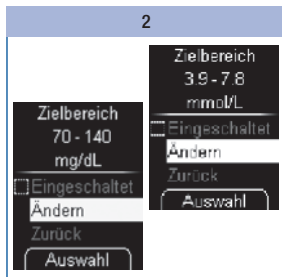 2
Zielbereich
70 - 140
mg/dL
Eingeschaltet
Ändern
Zurück
Auswahl
Zielbereich
3.9 - 7.8
mmol/L
Eingeschaltet
Ändern
Zurück
Auswahl